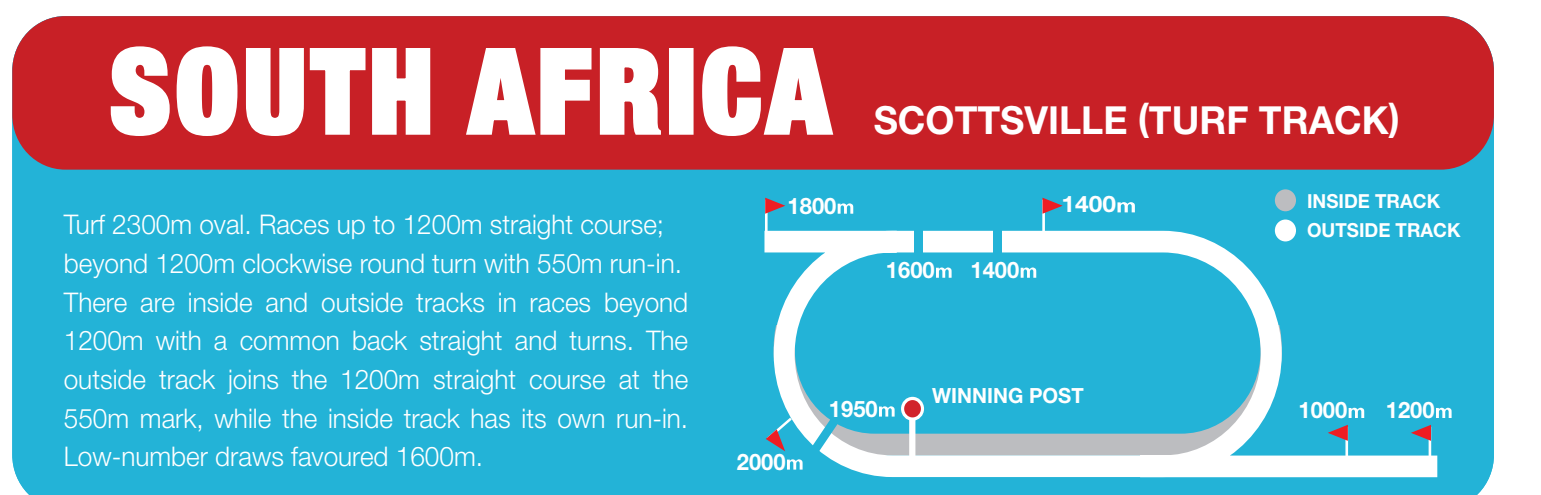 SOUTH AFRICA SCOTTSVILLE (TURF TRACK)
Turf 2300m oval. Races up to 1200m straight course;
beyond 1200m clockwise round turn with 550m run-in.
There are inside and outside tracks in races beyond
1200m with a common back straight and turns. The
outside track joins the 1200m straight course at the
550m mark, while the inside track has its own run-in.
Low-number draws favoured 1600m.
1800m
1400m
INSIDE TRACK
OUTSIDE TRACK
1600m
1400m
1950m
WINNING POST
1000m
1200m
2000m